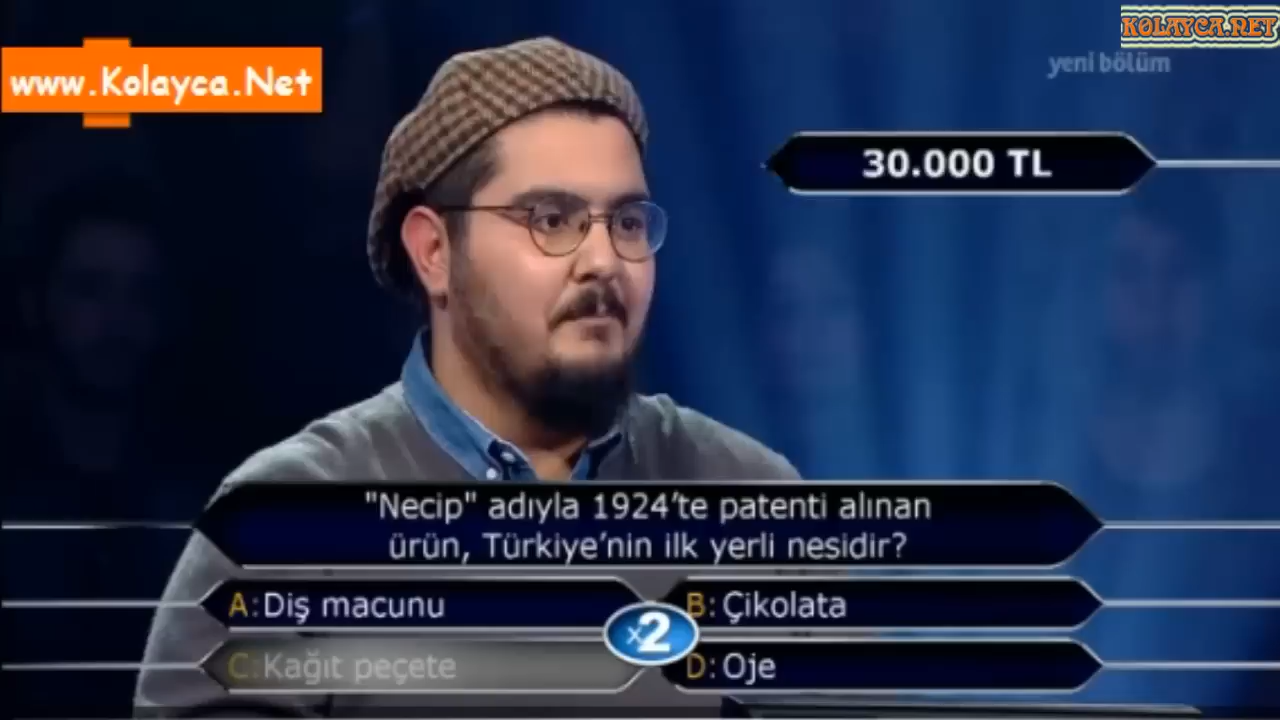 KOLAYCA.NET
www.Kolayca.Net
yeni bölüm
30.000 TL
"Necip" adıyla 1924'te patenti alınan
ürün, Türkiye'nin ilk yerli nesidir?
A: Diş macunu
B: Çikolata
x2
C: Kağıt peçete
D: Oje